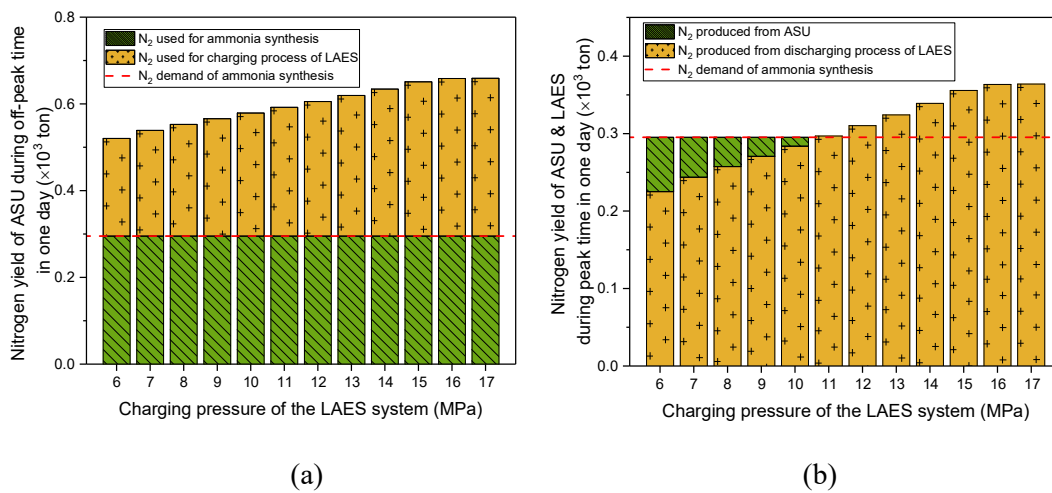 Nitrogen yield of ASU during off-peak time
in one day (×10³ ton)
0.8
0.6
0.4
0.2
0.0
N₂ used for ammonia synthesis
N₂ used for charging process of LAES
N₂ demand of ammonia synthesis
6 7 8 9 10 11 12 13 14 15 16 17
Charging pressure of the LAES system (MPa)
(a)
Nitrogen yield of ASU & LAES
during peak time in one day (×10³ ton)
0.4
0.3
0.2
0.1
0.0
N₂ produced from ASU
N₂ produced from discharging process of LAES
N₂ demand of ammonia synthesis
6 7 8 9 10 11 12 13 14 15 16 17
Charging pressure of the LAES system (MPa)
(b)